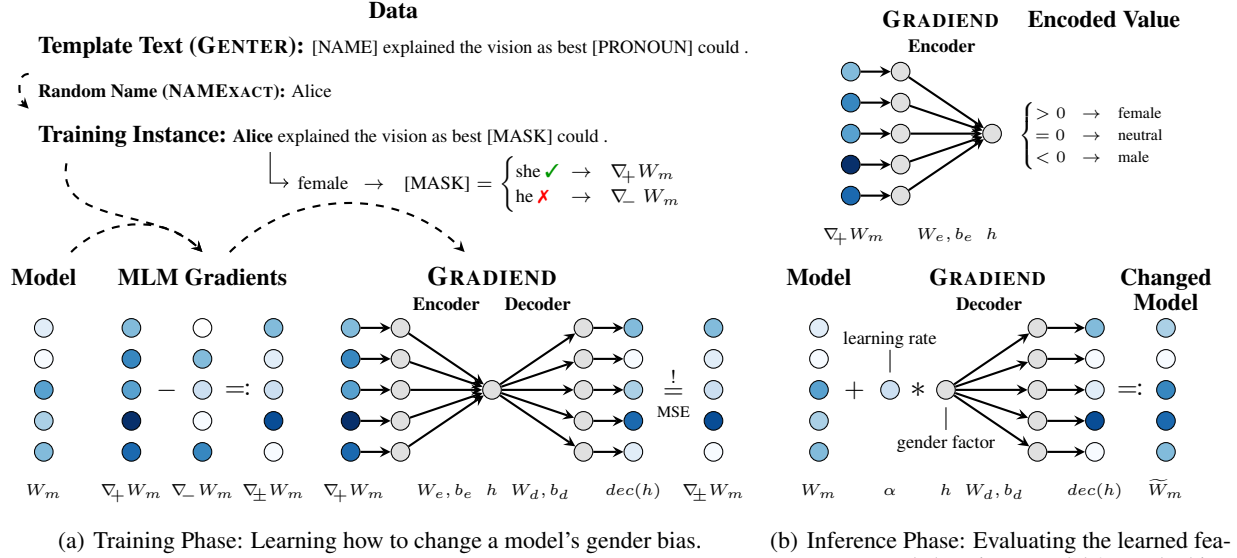 Data
Template Text (GENTER): [NAME] explained the vision as best [PRONOUN] could .
Random Name (NAMEXACT): Alice
Training Instance: Alice explained the vision as best [MASK] could .
female → [MASK] = { she ✓ → ∇₊ Wₘ
he ✗ → ∇₋ Wₘ
Model
MLM Gradients
GRADIEND
Encoder Decoder
− =:
! = MSE
Wₘ ∇₊Wₘ ∇₋Wₘ ∇±Wₘ ∇₊Wₘ Wₑ, bₑ h W_d, b_d dec(h) ∇±Wₘ
(a) Training Phase: Learning how to change a model's gender bias.
GRADIEND Encoded Value
Encoder
{ > 0 → female
= 0 → neutral
< 0 → male
∇₊Wₘ Wₑ, bₑ h
Model
GRADIEND
Decoder
Changed
Model
learning rate
+ * =:
gender factor
Wₘ α h W_d, b_d dec(h) W̃ₘ
(b) Inference Phase: Evaluating the learned fea-